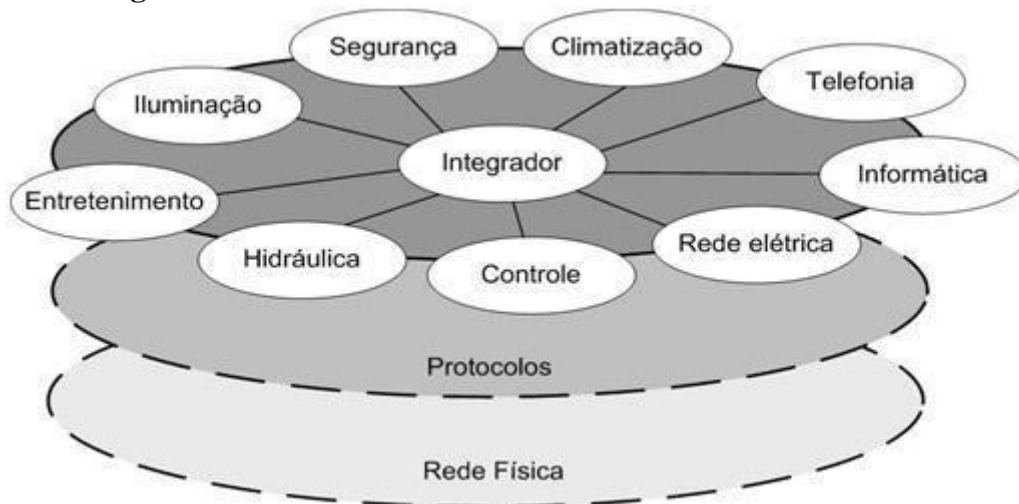 Segurança
Climatização
Iluminação
Telefonia
Integrador
Informática
Entretenimento
Hidráulica
Rede elétrica
Controle
Protocolos
Rede Física